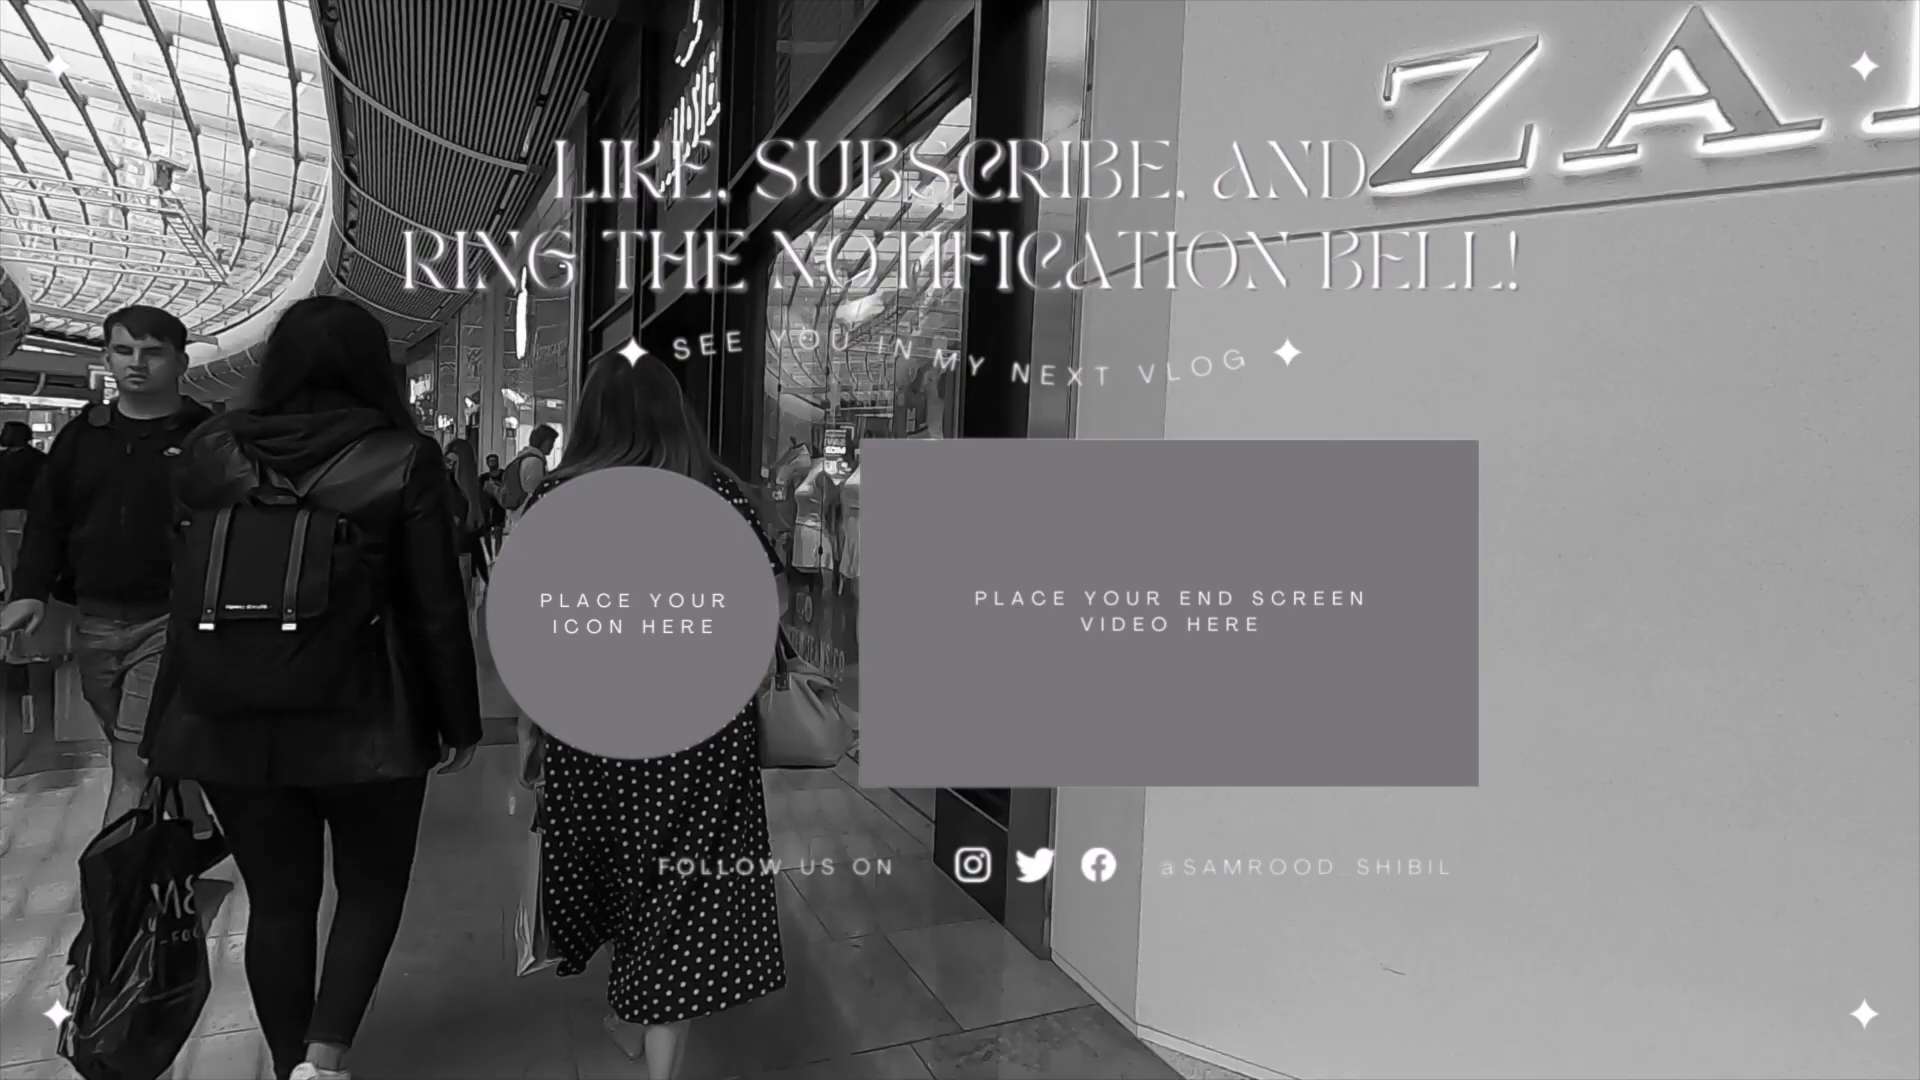 ZA
LIKE, SUBSCRIBE, AND
RING THE NOTIFICATION BELL!
SEE YOU IN MY NEXT VLOG
PLACE YOUR
ICON HERE
PLACE YOUR END SCREEN
VIDEO HERE
FOLLOW US ON
@SAMROOD_SHIBIL